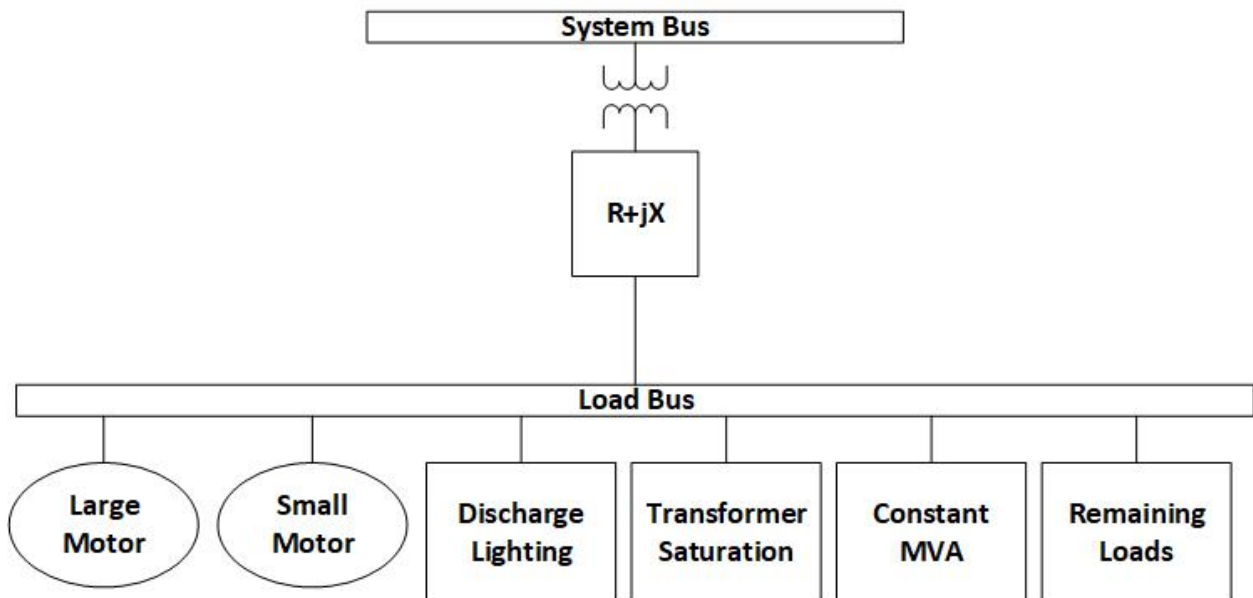 System Bus
R+jX
Load Bus
Large
Motor
Small
Motor
Discharge
Lighting
Transformer
Saturation
Constant
MVA
Remaining
Loads